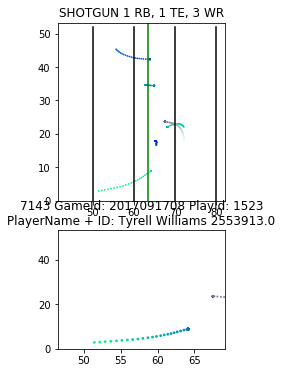 SHOTGUN 1 RB, 1 TE, 3 WR
50
40
30
20
10
0
50 60 70 80
7143 GameId: 2017091708 PlayId: 1523
PlayerName + ID: Tyrell Williams 2553913.0
40
20
0
50 55 60 65